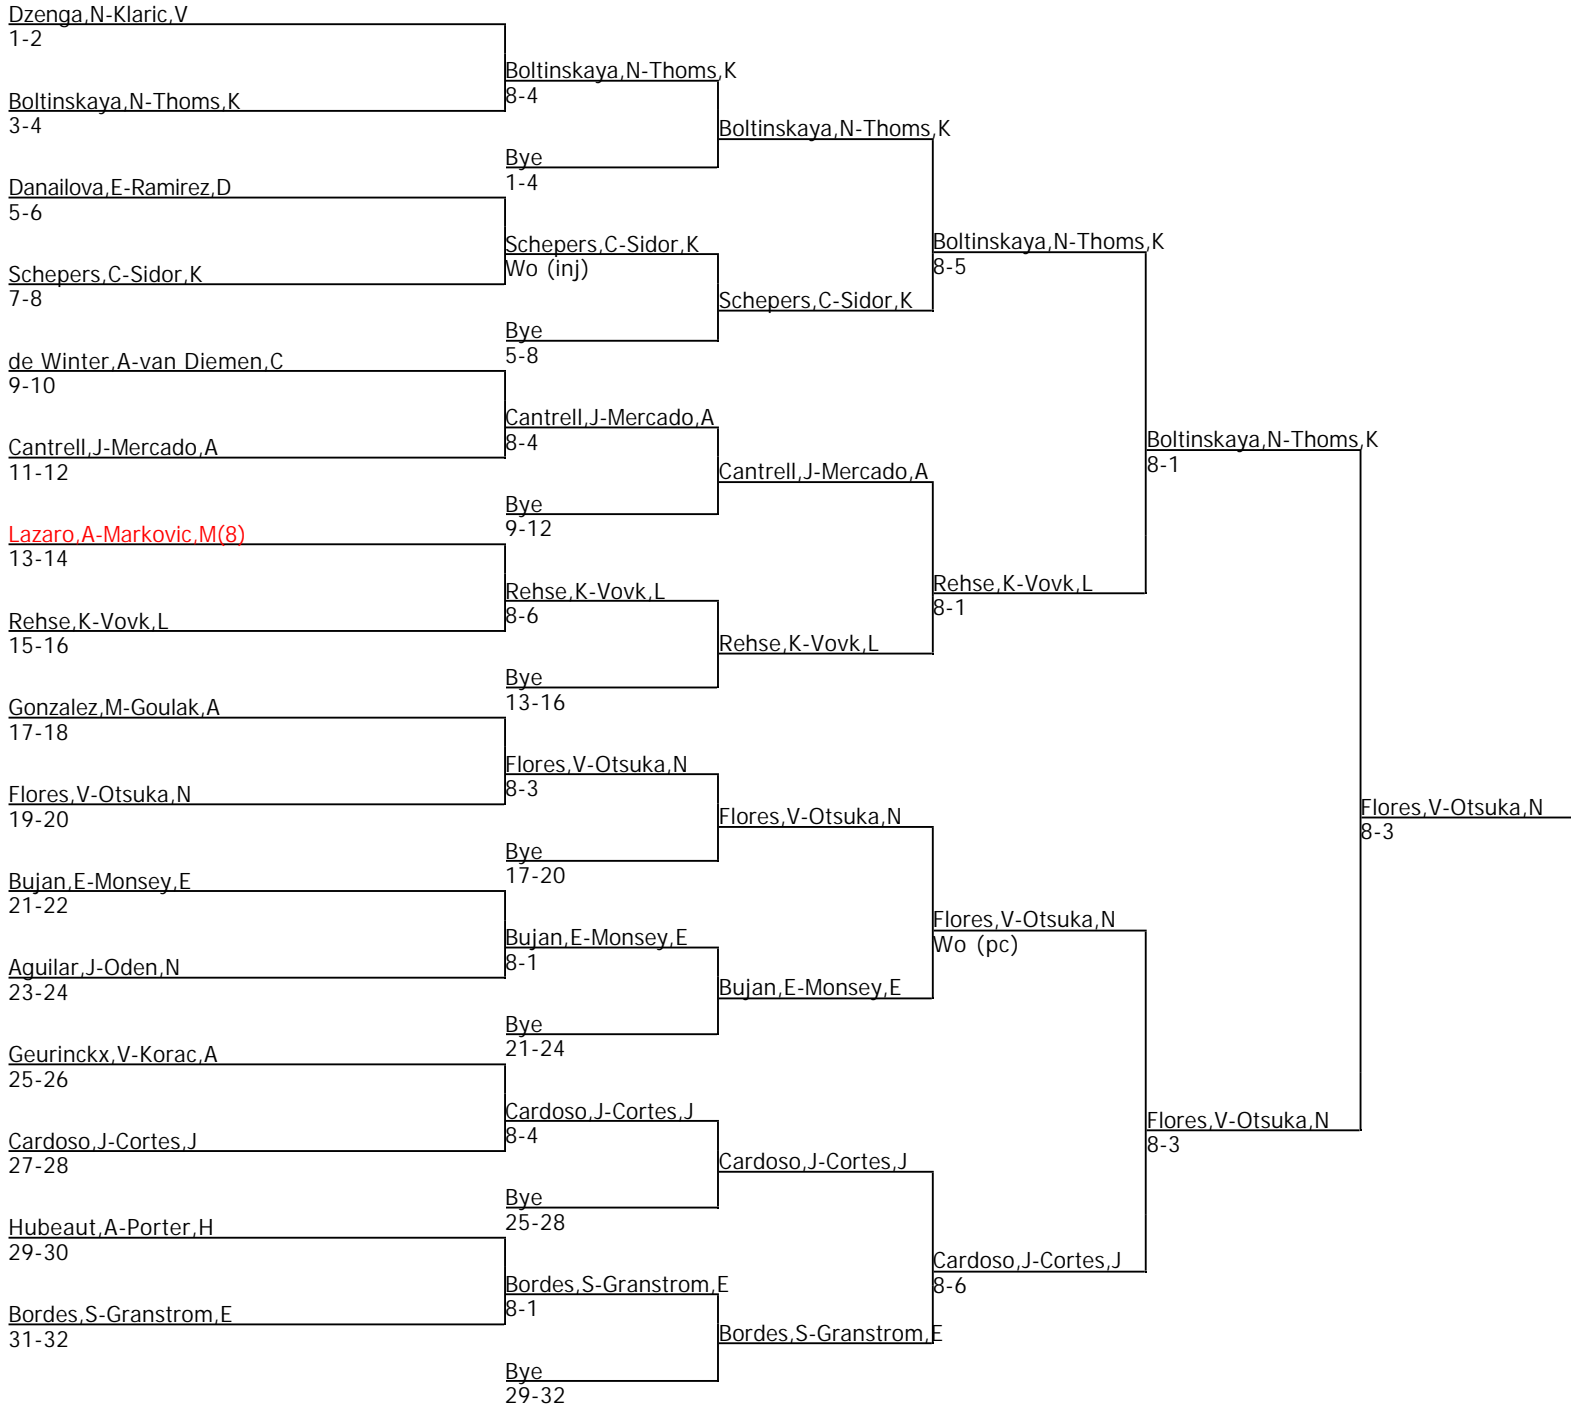 Dzenga,N-Klaric,V
1-2
Boltinskaya,N-Thoms,K
3-4
Danailova,E-Ramirez,D
5-6
Schepers,C-Sidor,K
7-8
de Winter,A-van Diemen,C
9-10
Cantrell,J-Mercado,A
11-12
Lazaro,A-Markovic,M(8)
13-14
Rehse,K-Vovk,L
15-16
Gonzalez,M-Goulak,A
17-18
Flores,V-Otsuka,N
19-20
Bujan,E-Monsey,E
21-22
Aguilar,J-Oden,N
23-24
Geurinckx,V-Korac,A
25-26
Cardoso,J-Cortes,J
27-28
Hubeaut,A-Porter,H
29-30
Bordes,S-Granstrom,E
31-32
Boltinskaya,N-Thoms,K
8-4
Bye
1-4
Schepers,C-Sidor,K
Wo (inj)
Bye
5-8
Cantrell,J-Mercado,A
8-4
Bye
9-12
Rehse,K-Vovk,L
8-6
Bye
13-16
Flores,V-Otsuka,N
8-3
Bye
17-20
Bujan,E-Monsey,E
8-1
Bye
21-24
Cardoso,J-Cortes,J
8-4
Bye
25-28
Bordes,S-Granstrom,E
8-1
Bye
29-32
Boltinskaya,N-Thoms,K
Schepers,C-Sidor,K
Cantrell,J-Mercado,A
Rehse,K-Vovk,L
Flores,V-Otsuka,N
Bujan,E-Monsey,E
Cardoso,J-Cortes,J
Bordes,S-Granstrom,E
Boltinskaya,N-Thoms,K
8-5
Rehse,K-Vovk,L
8-1
Flores,V-Otsuka,N
Wo (pc)
Cardoso,J-Cortes,J
8-6
Boltinskaya,N-Thoms,K
8-1
Flores,V-Otsuka,N
8-3
Flores,V-Otsuka,N
8-3